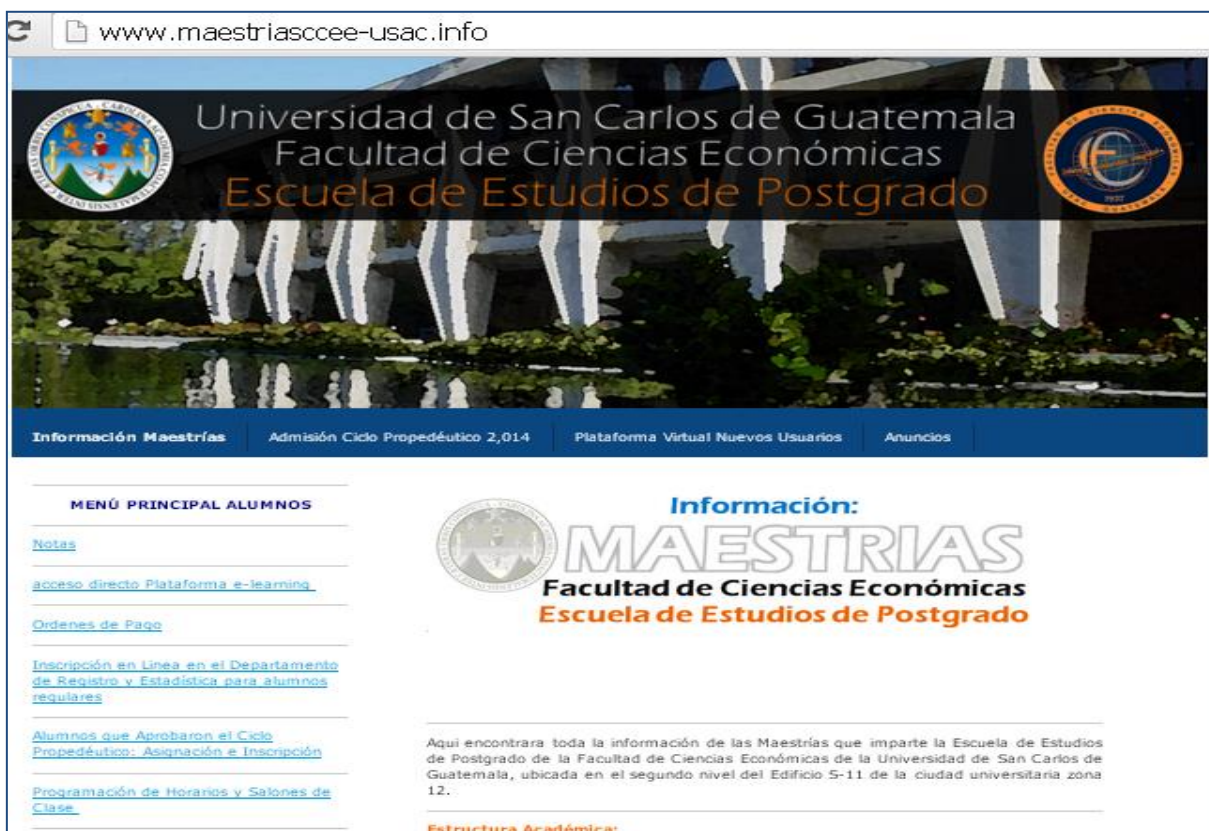 www.maestriasccee-usac.info
Universidad de San Carlos de Guatemala
Facultad de Ciencias Económicas
Escuela de Estudios de Postgrado
Información Maestrías
Admisión Ciclo Propedéutico 2,014
Plataforma Virtual Nuevos Usuarios
Anuncios
MENÚ PRINCIPAL ALUMNOS
Notas
acceso directo Plataforma e-learning
Ordenes de Pago
Inscripción en Linea en el Departamento
de Registro y Estadística para alumnos
regulares
Alumnos que Aprobaron el Ciclo
Propedéutico: Asignación e Inscripción
Programación de Horarios y Salones de
Clase
Información:
MAESTRIAS
Facultad de Ciencias Económicas
Escuela de Estudios de Postgrado
Aqui encontrara toda la información de las Maestrías que imparte la Escuela de Estudios
de Postgrado de la Facultad de Ciencias Económicas de la Universidad de San Carlos de
Guatemala, ubicada en el segundo nivel del Edificio S-11 de la ciudad universitaria zona
12.
Estructura Académica: